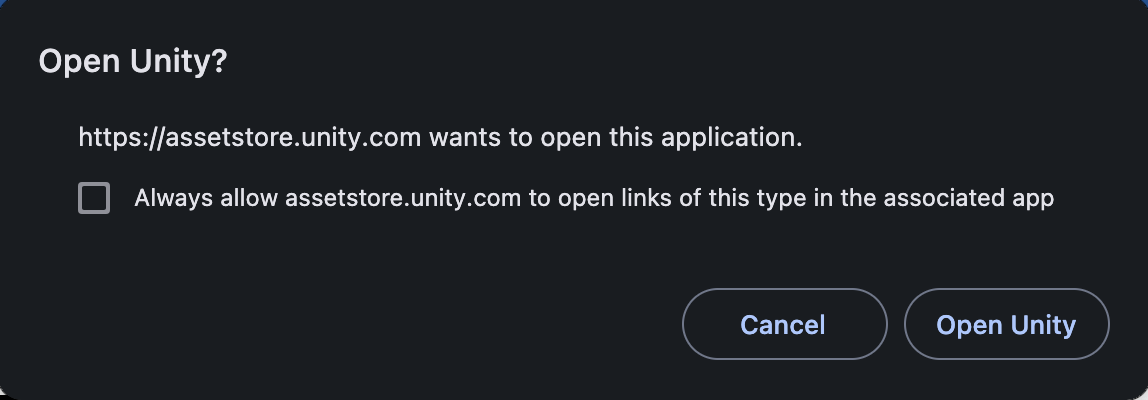 Open Unity?
https://assetstore.unity.com wants to open this application.
Always allow assetstore.unity.com to open links of this type in the associated app
Cancel
Open Unity